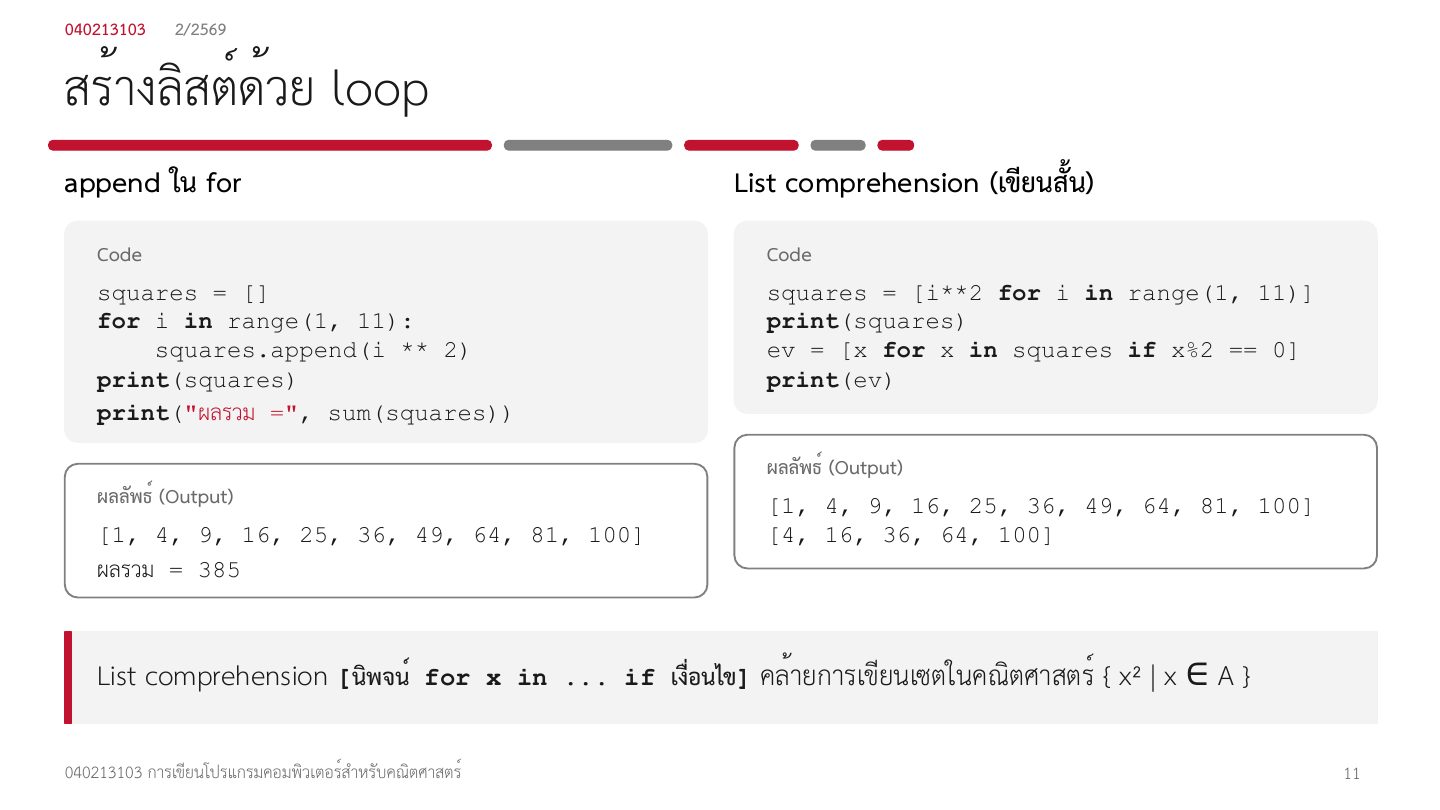 040213103 2/2569
สร้างลิสต์ด้วย loop
append ใน for
Code
squares = []
for i in range(1, 11):
    squares.append(i ** 2)
print(squares)
print("ผลรวม =", sum(squares))
ผลลัพธ์ (Output)
[1, 4, 9, 16, 25, 36, 49, 64, 81, 100]
ผลรวม = 385
List comprehension (เขียนสั้น)
Code
squares = [i**2 for i in range(1, 11)]
print(squares)
ev = [x for x in squares if x%2 == 0]
print(ev)
ผลลัพธ์ (Output)
[1, 4, 9, 16, 25, 36, 49, 64, 81, 100]
[4, 16, 36, 64, 100]
List comprehension [นิพจน์ for x in ... if เงื่อนไข] คล้ายการเขียนเซตในคณิตศาสตร์ { x² | x ∈ A }
040213103 การเขียนโปรแกรมคอมพิวเตอร์สำหรับคณิตศาสตร์ 11